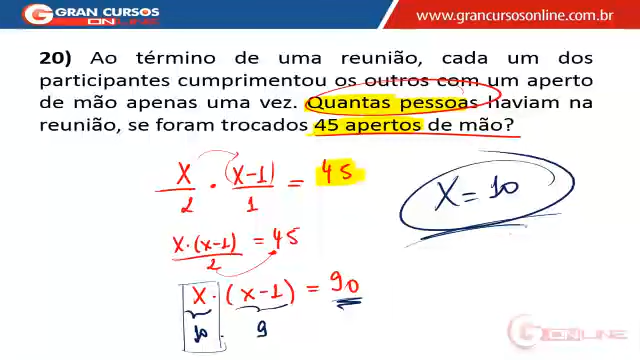 GRAN CURSOS
ONLINE
www.grancursosonline.com.br
20) Ao término de uma reunião, cada um dos
participantes cumprimentou os outros com um aperto
de mão apenas uma vez. Quantas pessoas haviam na
reunião, se foram trocados 45 apertos de mão?
X/2 · (X-1)/1 = 45
X·(X-1)/2 = 45
X · (X-1) = 90
10 · 9
X = 10
ONLINE